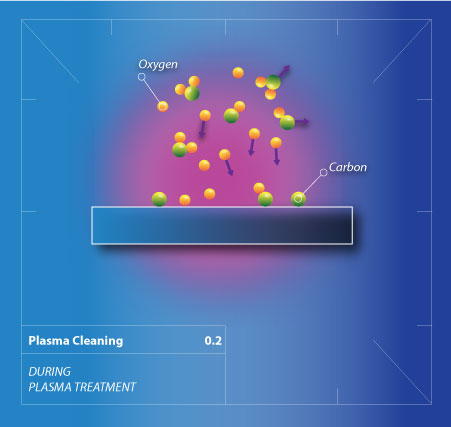 Oxygen
Carbon
Plasma Cleaning 0.2
DURING
PLASMA TREATMENT